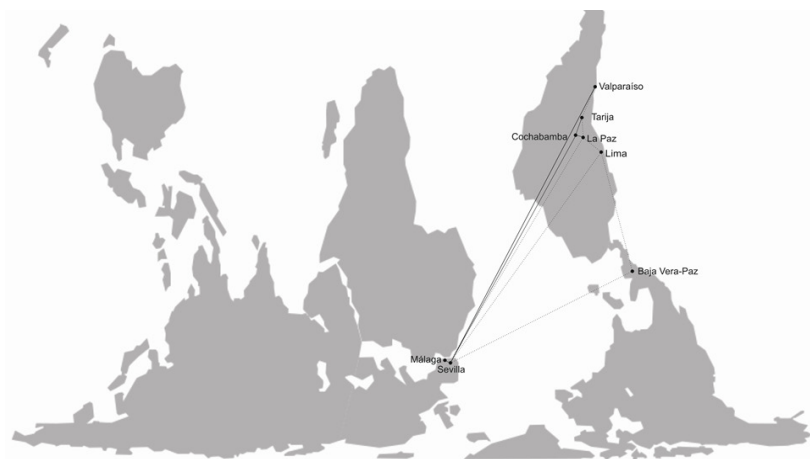 Valparaíso
Tarija
Cochabamba
La Paz
Lima
Baja Vera-Paz
Málaga
Sevilla